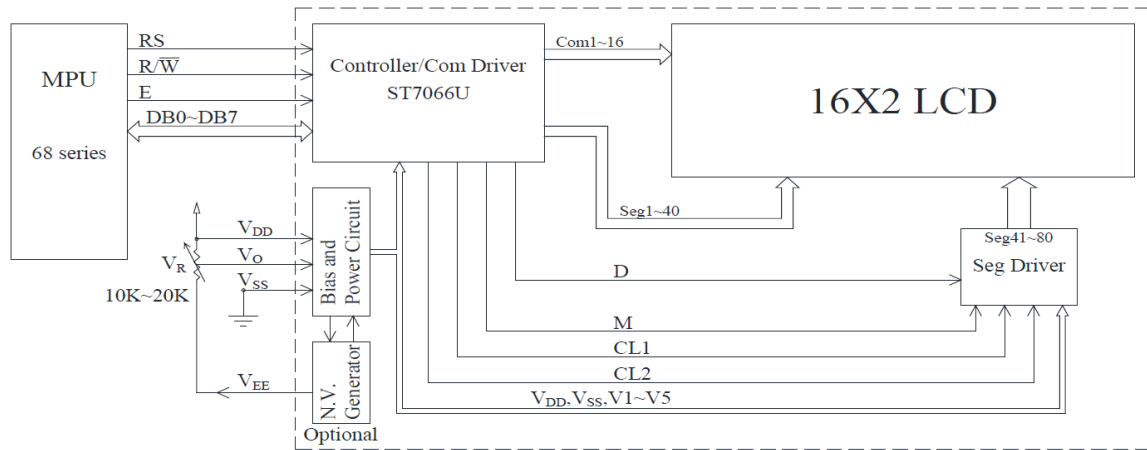 MPU
68 series
RS
R/W̅
E
DB0~DB7
Controller/Com Driver
ST7066U
Com1~16
16X2 LCD
Seg1~40
Seg41~80
Seg Driver
VDD
VO
VSS
VR
10K~20K
Bias and
Power Circuit
N.V.
Generator
VEE
Optional
D
M
CL1
CL2
VDD,VSS,V1~V5